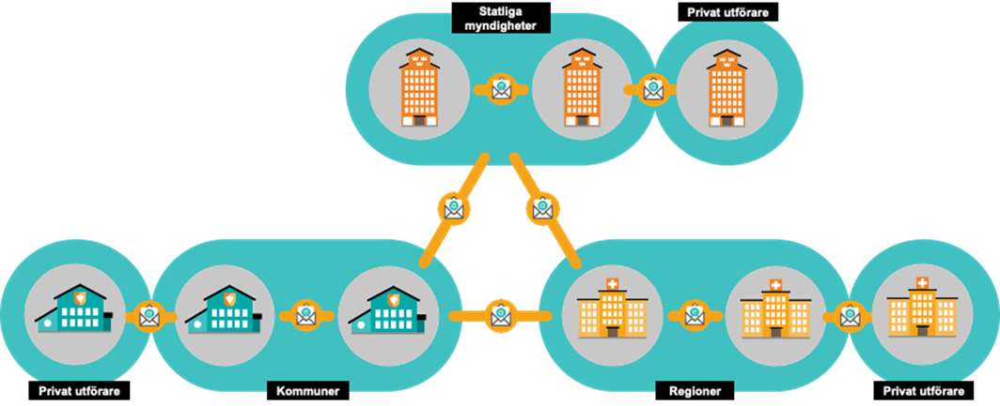 Statliga
myndigheter
Privat utförare
Privat utförare
Kommuner
Regioner
Privat utförare